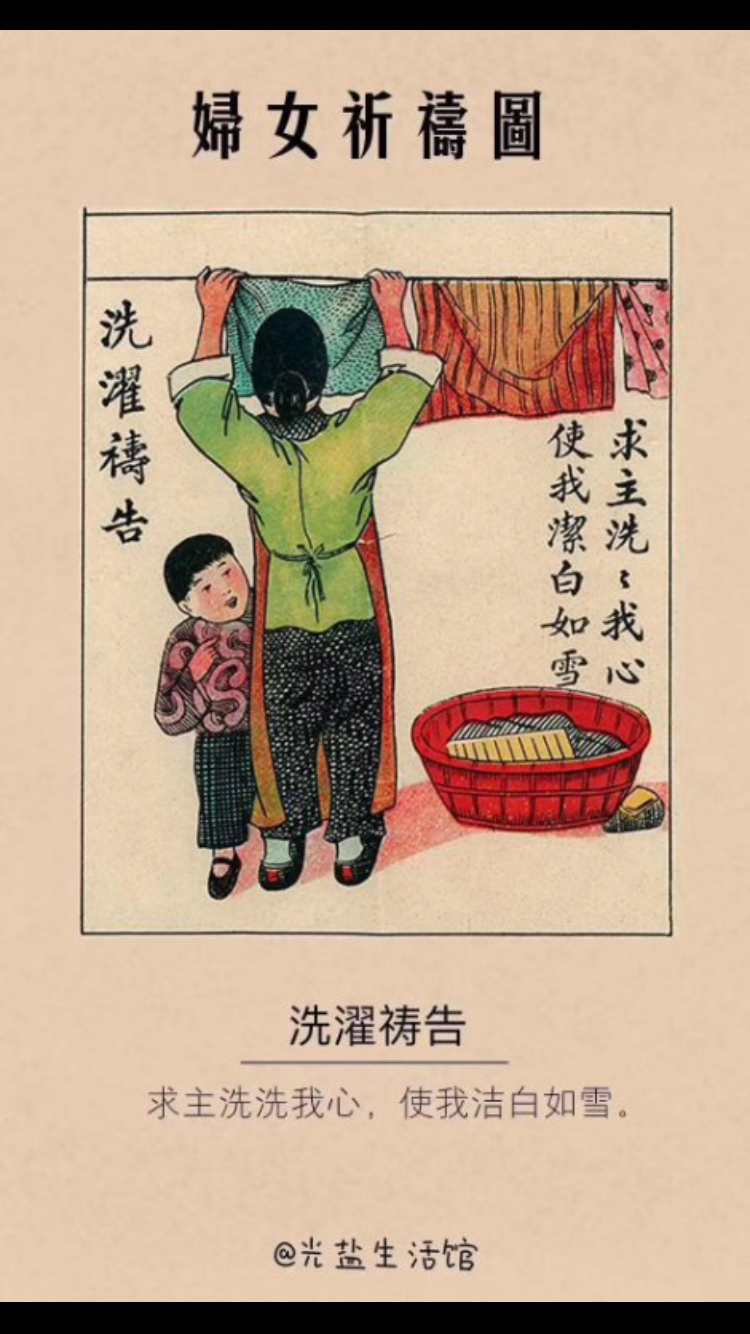 婦女祈禱圖
洗濯禱告
求主洗〻我心
使我潔白如雪
洗濯祷告
求主洗洗我心，使我洁白如雪。
@光盐生活馆